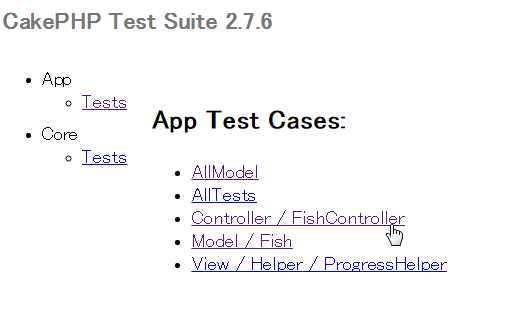 CakePHP Test Suite 2.7.6
App
Tests
Core
Tests
App Test Cases:
AllModel
AllTests
Controller / FishController
Model / Fish
View / Helper / ProgressHelper